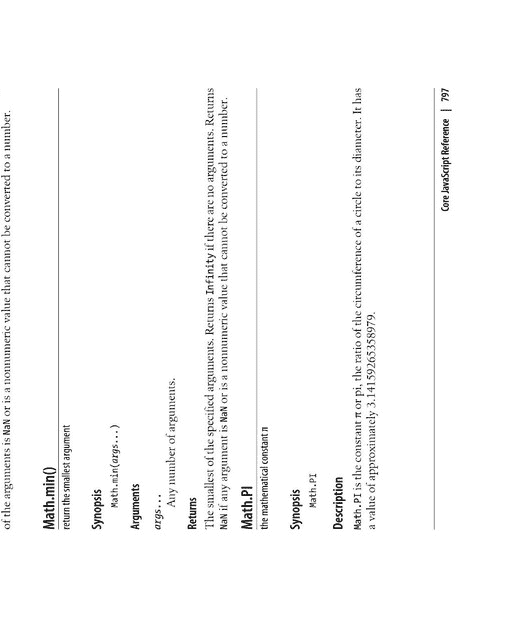 of the arguments is NaN or is a nonnumeric value that cannot be converted to a number.
Math.min()
return the smallest argument
Synopsis
Math.min(args...)
Arguments
args...
Any number of arguments.
Returns
The smallest of the specified arguments. Returns Infinity if there are no arguments. Returns
NaN if any argument is NaN or is a nonnumeric value that cannot be converted to a number.
Math.PI
the mathematical constant π
Synopsis
Math.PI
Description
Math.PI is the constant π or pi, the ratio of the circumference of a circle to its diameter. It has
a value of approximately 3.14159265358979.
Core JavaScript Reference | 797